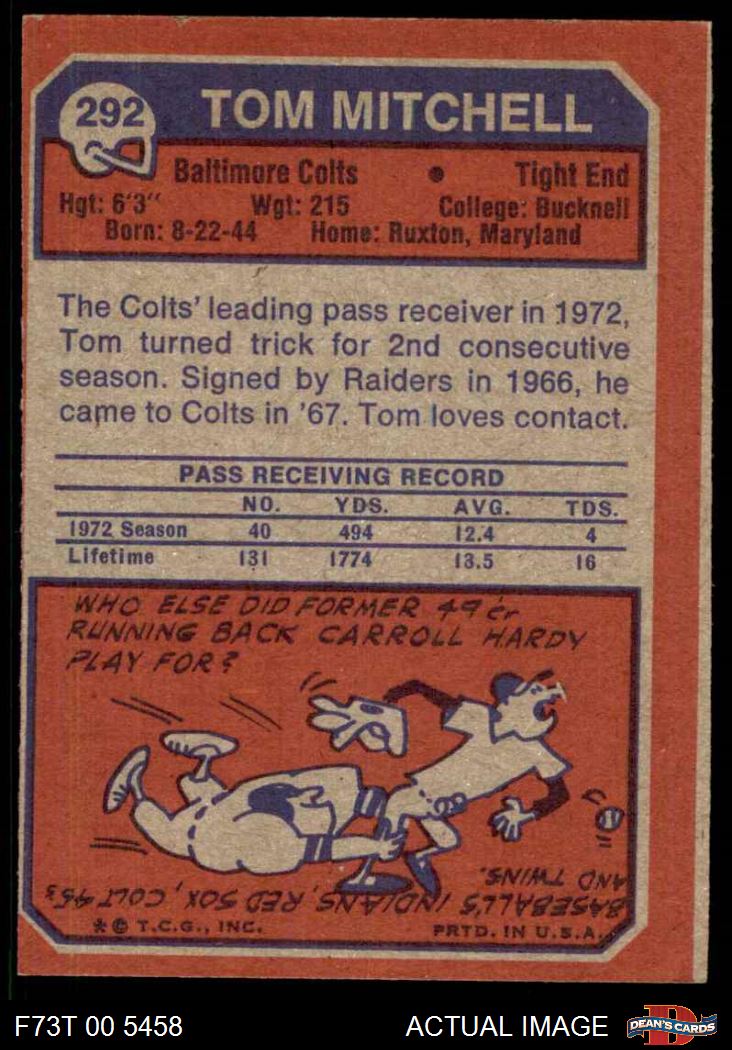 292
TOM MITCHELL
Baltimore Colts • Tight End
Hgt: 6'3" Wgt: 215 College: Bucknell
Born: 8-22-44 Home: Ruxton, Maryland
The Colts' leading pass receiver in 1972,
Tom turned trick for 2nd consecutive
season. Signed by Raiders in 1966, he
came to Colts in '67. Tom loves contact.
PASS RECEIVING RECORD
NO. YDS. AVG. TDS.
1972 Season 40 494 12.4 4
Lifetime 131 1774 13.5 16
WHO ELSE DID FORMER 49er
RUNNING BACK CARROLL HARDY
PLAY FOR?
BASEBALL'S INDIANS, RED SOX, COLT 45s
AND TWINS.
* © T.C.G., INC. PRTD. IN U.S.A.
F73T 00 5458 ACTUAL IMAGE
D
DEAN'S CARDS